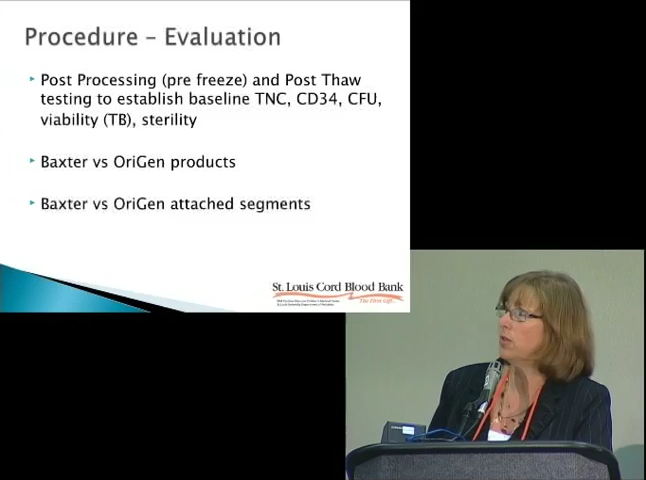 Procedure – Evaluation
Post Processing (pre freeze) and Post Thaw
testing to establish baseline TNC, CD34, CFU,
viability (TB), sterility
Baxter vs OriGen products
Baxter vs OriGen attached segments
St. Louis Cord Blood Bank